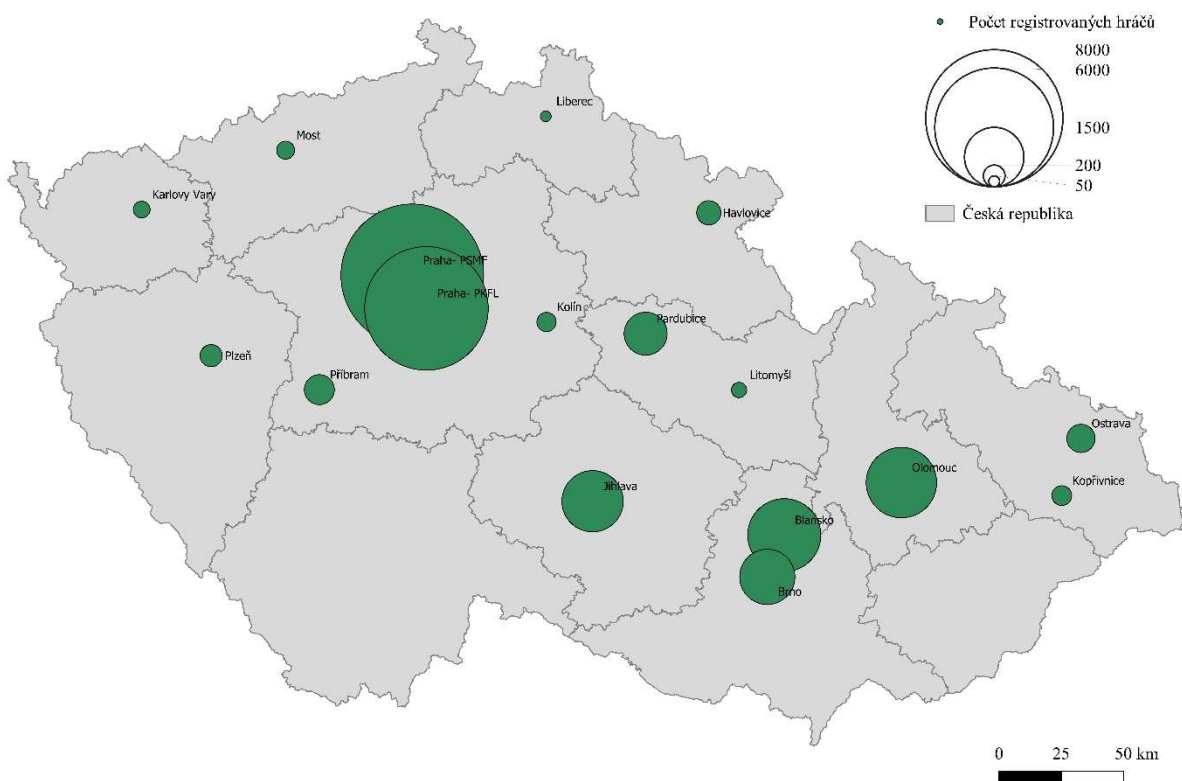 Počet registrovaných hráčů
8000
6000
1500
200
50
Česká republika
Liberec
Most
Karlovy Vary
Havlovice
Praha- PSMF
Praha- PKFL
Kolín
Pardubice
Plzeň
Příbram
Litomyšl
Ostrava
Olomouc
Kopřivnice
Jihlava
Blansko
Brno
0 25 50 km